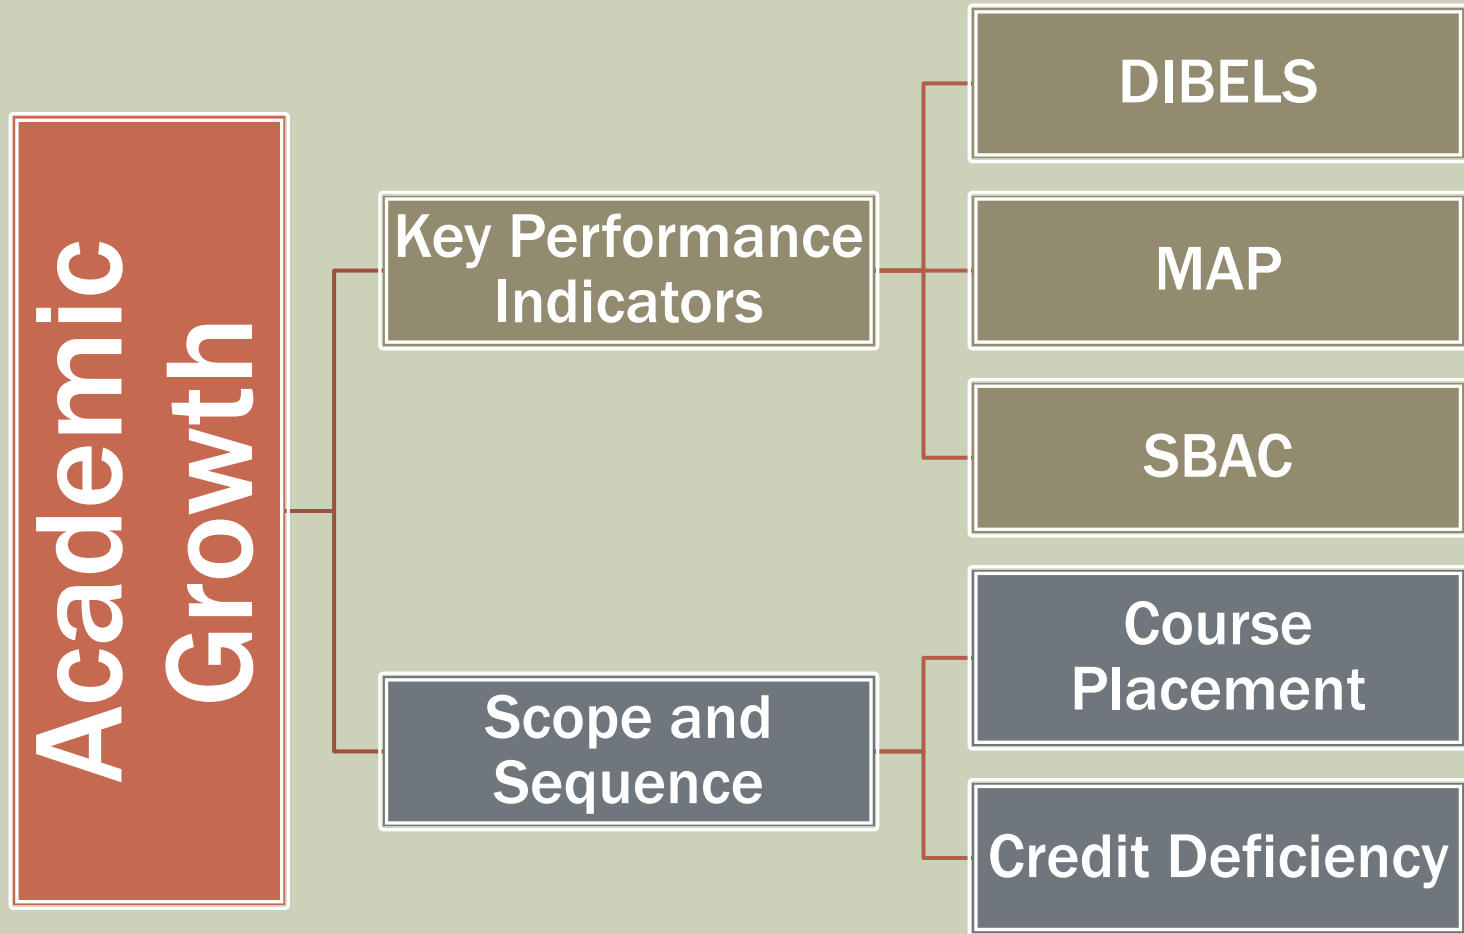 Academic
Growth
Key Performance
Indicators
DIBELS
MAP
SBAC
Scope and
Sequence
Course
Placement
Credit Deficiency